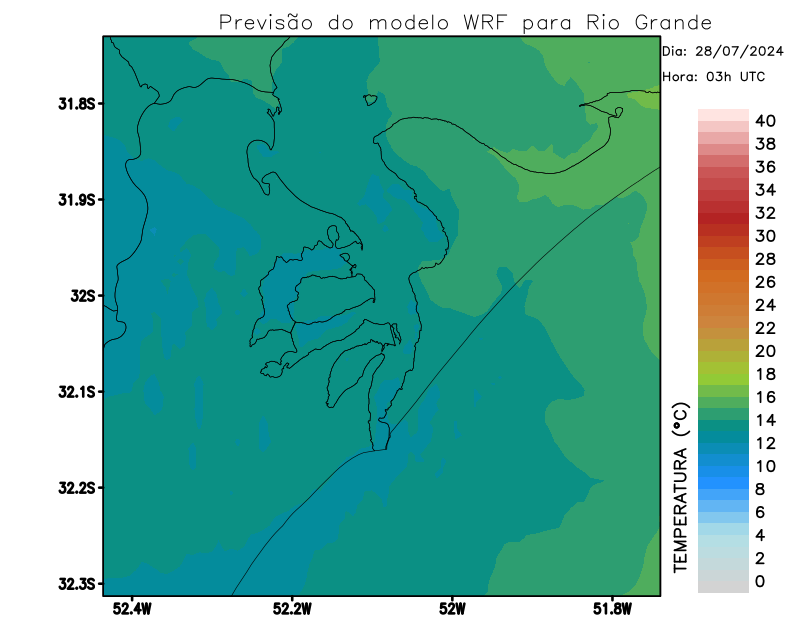 Previsão do modelo WRF para Rio Grande
Dia: 28/07/2024
Hora: 03h UTC
31.8S
31.9S
32S
32.1S
32.2S
32.3S
52.4W
52.2W
52W
51.8W
TEMPERATURA (°C)
40
38
36
34
32
30
28
26
24
22
20
18
16
14
12
10
8
6
4
2
0